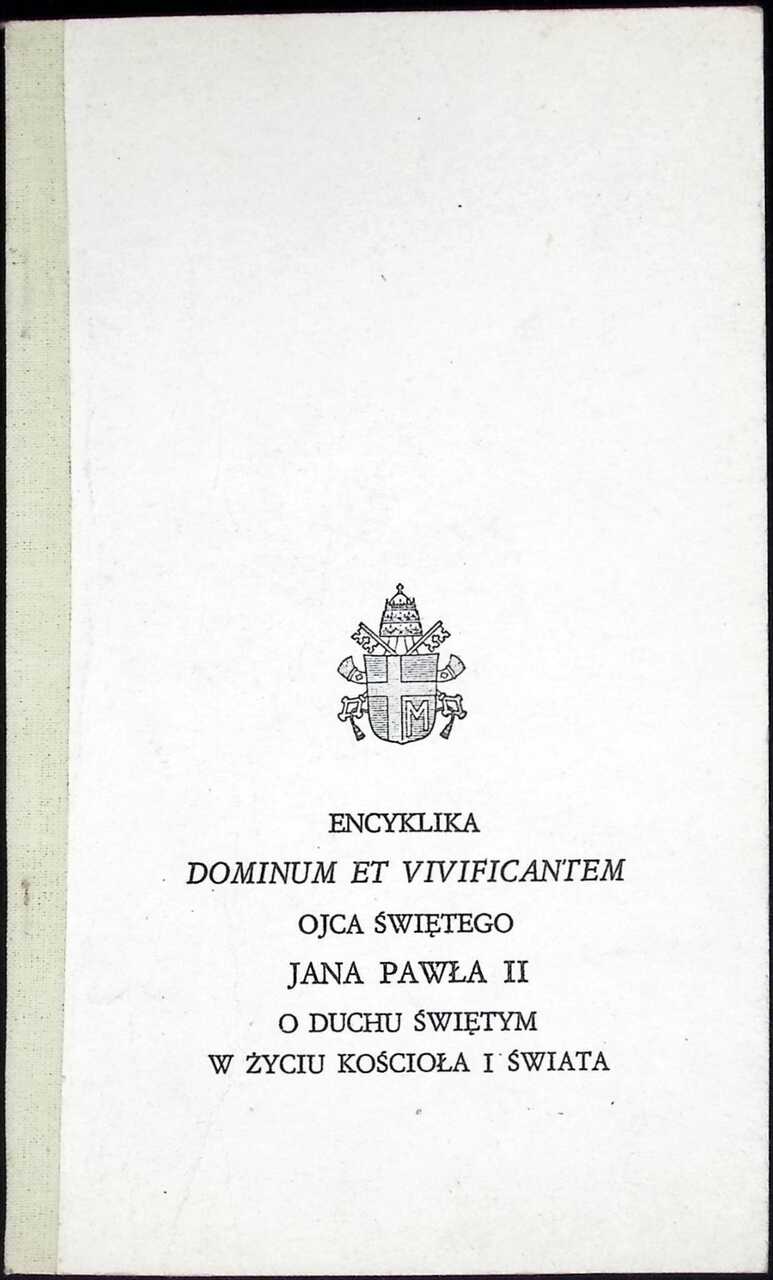 M
ENCYKLIKA
DOMINUM ET VIVIFICANTEM
OJCA ŚWIĘTEGO
JANA PAWŁA II
O DUCHU ŚWIĘTYM
W ŻYCIU KOŚCIOŁA I ŚWIATA